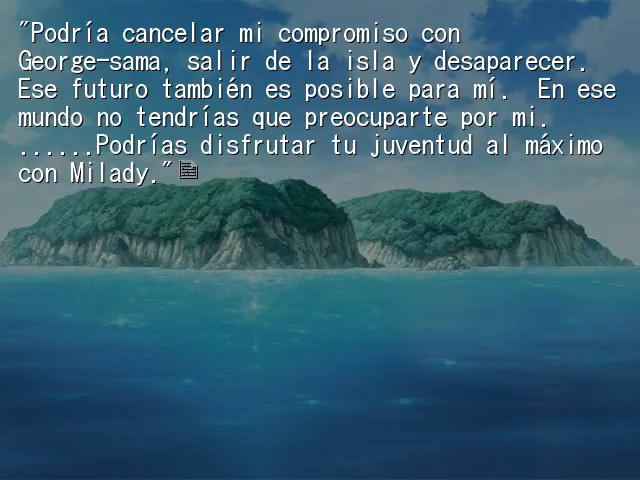 "Podría cancelar mi compromiso con
George-sama, salir de la isla y desaparecer.
Ese futuro también es posible para mí.  En ese
mundo no tendrías que preocuparte por mi.
......Podrías disfrutar tu juventud al máximo
con Milady."